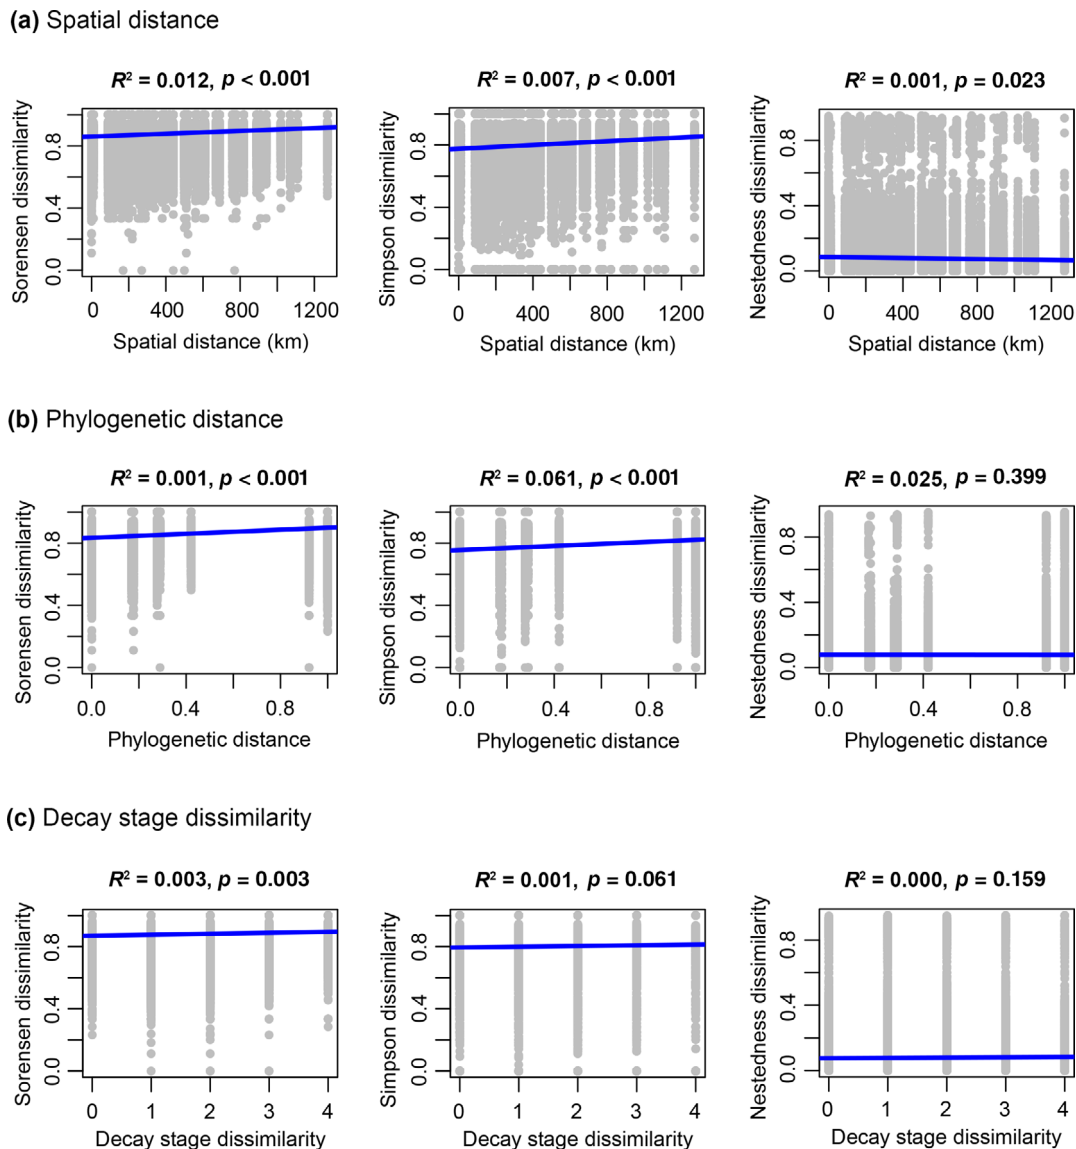 (a) Spatial distance
R² = 0.012, p < 0.001
Sorensen dissimilarity
0.0 0.4 0.8
0 400 800 1200
Spatial distance (km)
R² = 0.007, p < 0.001
Simpson dissimilarity
0.0 0.4 0.8
0 400 800 1200
Spatial distance (km)
R² = 0.001, p = 0.023
Nestedness dissimilarity
0.0 0.4 0.8
0 400 800 1200
Spatial distance (km)
(b) Phylogenetic distance
R² = 0.001, p < 0.001
Sorensen dissimilarity
0.0 0.4 0.8
0.0 0.4 0.8
Phylogenetic distance
R² = 0.061, p < 0.001
Simpson dissimilarity
0.0 0.4 0.8
0.0 0.4 0.8
Phylogenetic distance
R² = 0.025, p = 0.399
Nestedness dissimilarity
0.0 0.4 0.8
0.0 0.4 0.8
Phylogenetic distance
(c) Decay stage dissimilarity
R² = 0.003, p = 0.003
Sorensen dissimilarity
0.0 0.4 0.8
0 1 2 3 4
Decay stage dissimilarity
R² = 0.001, p = 0.061
Simpson dissimilarity
0.0 0.4 0.8
0 1 2 3 4
Decay stage dissimilarity
R² = 0.000, p = 0.159
Nestedness dissimilarity
0.0 0.4 0.8
0 1 2 3 4
Decay stage dissimilarity